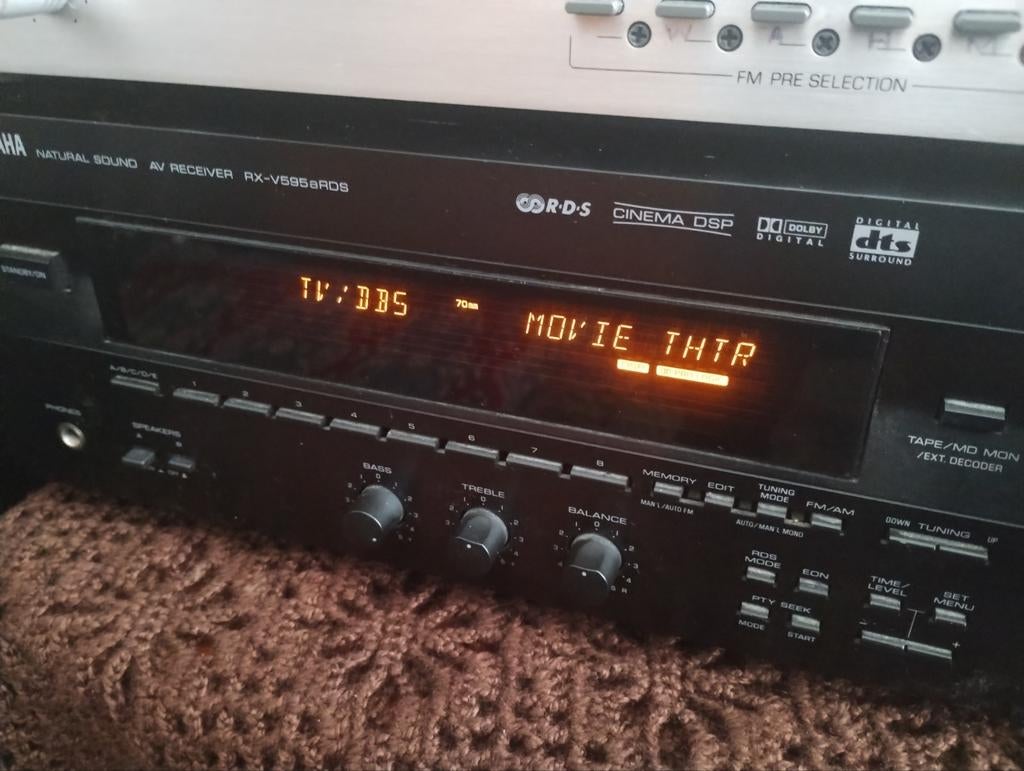 FM PRE SELECTION
AHA NATURAL SOUND AV RECEIVER RX-V595aRDS
R·D·S CINEMA DSP DOLBY DIGITAL DIGITAL dts SURROUND
STANDBY/ON
TV/DBS 70mm MOVIE THTR
A/B/C/D/E 1 2 3 4 5 6 7 8
PHONES
SPEAKERS
A B
BASS
TREBLE
BALANCE
MEMORY EDIT TUNING MODE FM/AM
MAN'L/AUTO FM AUTO/MAN'L MONO
TAPE/MD MON
/EXT. DECODER
DOWN TUNING UP
RDS MODE EON
PTY SEEK
MODE START
TIME/LEVEL SET MENU
+